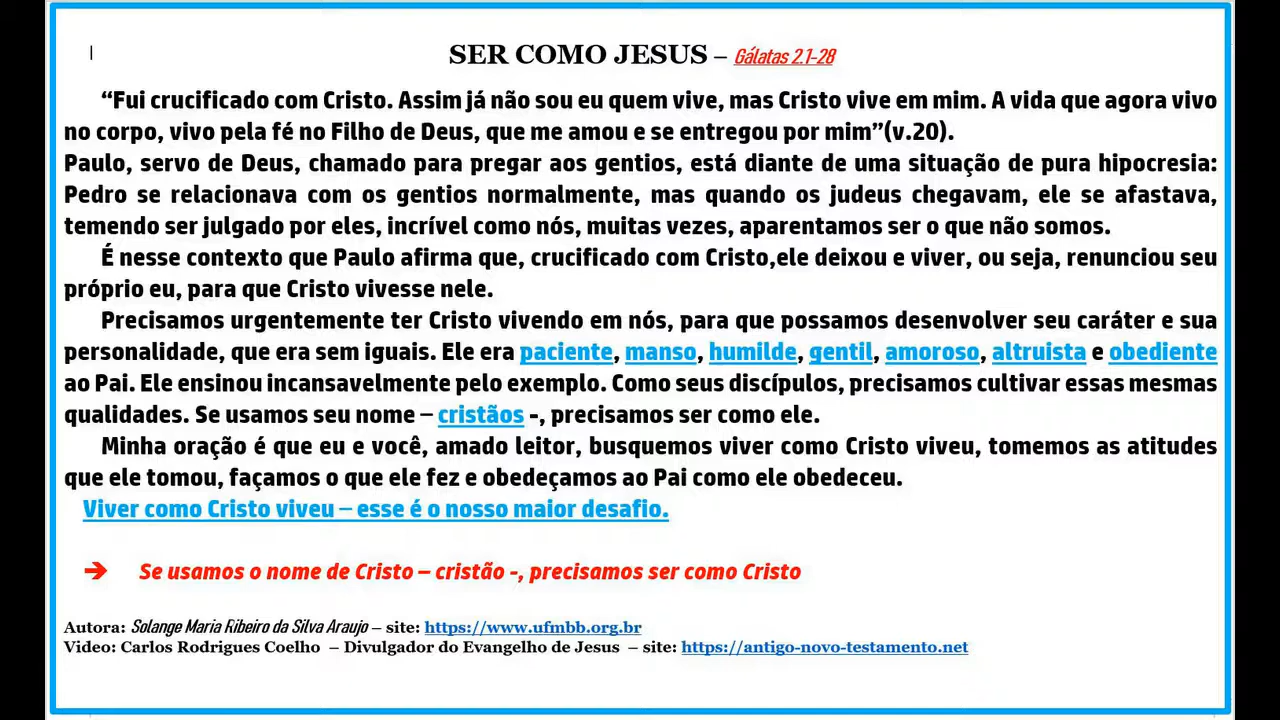 SER COMO JESUS – Gálatas 2.1-28
“Fui crucificado com Cristo. Assim já não sou eu quem vive, mas Cristo vive em mim. A vida que agora vivo
no corpo, vivo pela fé no Filho de Deus, que me amou e se entregou por mim”(v.20).
Paulo, servo de Deus, chamado para pregar aos gentios, está diante de uma situação de pura hipocresia:
Pedro se relacionava com os gentios normalmente, mas quando os judeus chegavam, ele se afastava,
temendo ser julgado por eles, incrível como nós, muitas vezes, aparentamos ser o que não somos.
É nesse contexto que Paulo afirma que, crucificado com Cristo,ele deixou e viver, ou seja, renunciou seu
próprio eu, para que Cristo vivesse nele.
Precisamos urgentemente ter Cristo vivendo em nós, para que possamos desenvolver seu caráter e sua
personalidade, que era sem iguais. Ele era paciente, manso, humilde, gentil, amoroso, altruista e obediente
ao Pai. Ele ensinou incansavelmente pelo exemplo. Como seus discípulos, precisamos cultivar essas mesmas
qualidades. Se usamos seu nome – cristãos -, precisamos ser como ele.
Minha oração é que eu e você, amado leitor, busquemos viver como Cristo viveu, tomemos as atitudes
que ele tomou, façamos o que ele fez e obedeçamos ao Pai como ele obedeceu.
Viver como Cristo viveu – esse é o nosso maior desafio.
➔ Se usamos o nome de Cristo – cristão -, precisamos ser como Cristo
Autora: Solange Maria Ribeiro da Silva Araujo – site: https://www.ufmbb.org.br
Video: Carlos Rodrigues Coelho – Divulgador do Evangelho de Jesus – site: https://antigo-novo-testamento.net